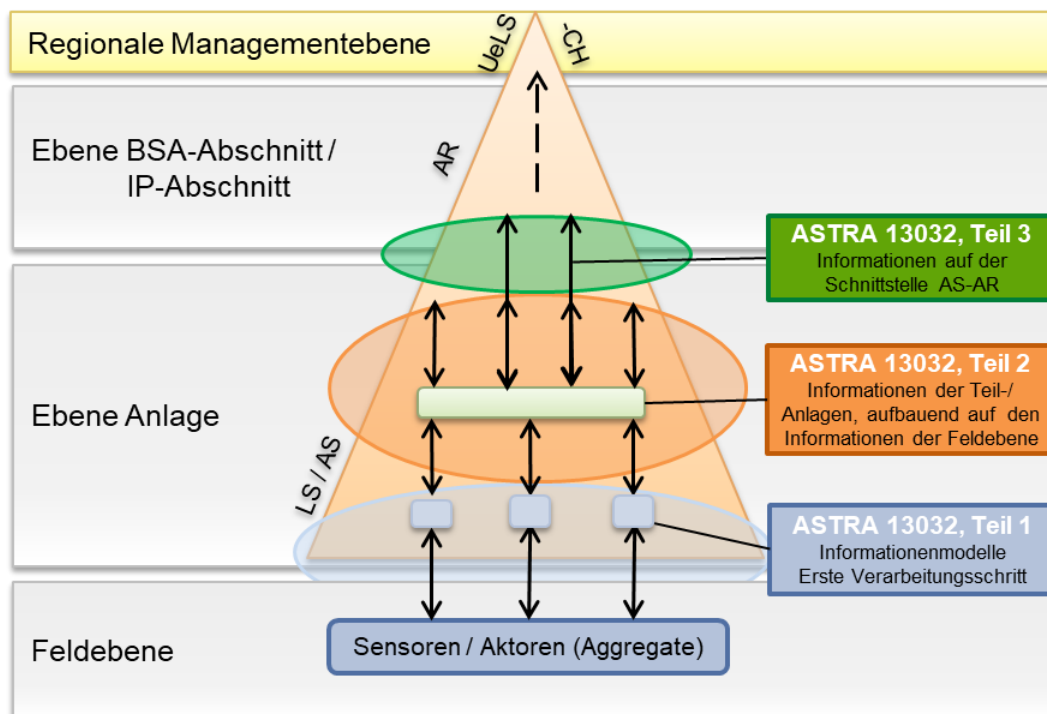 Regionale Managementebene
UeLS
-CH
Ebene BSA-Abschnitt /
IP-Abschnitt
AR
ASTRA 13032, Teil 3
Informationen auf der
Schnittstelle AS-AR
Ebene Anlage
LS / AS
ASTRA 13032, Teil 2
Informationen der Teil-/
Anlagen, aufbauend auf den
Informationen der Feldebene
ASTRA 13032, Teil 1
Informationenmodelle
Erste Verarbeitungsschritt
Feldebene
Sensoren / Aktoren (Aggregate)